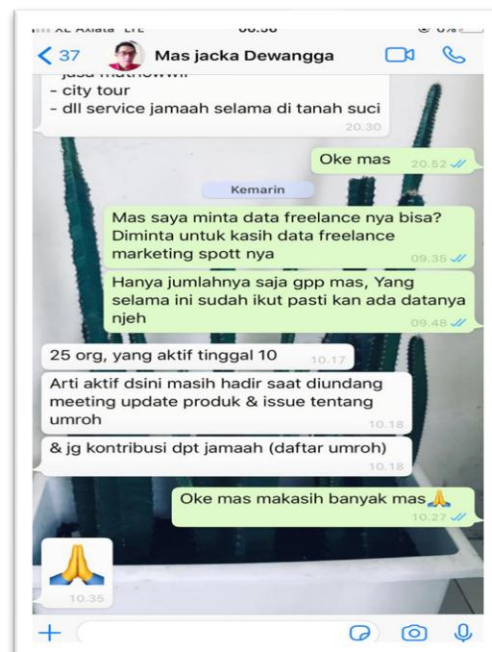 XL Axiata LTE 06.56
37 Mas jacka Dewangga
- city tour
- dll service jamaah selama di tanah suci
20.30
Oke mas 20.52
Kemarin
Mas saya minta data freelance nya bisa?
Diminta untuk kasih data freelance
marketing spott nya
09.35
Hanya jumlahnya saja gpp mas, Yang
selama ini sudah ikut pasti kan ada datanya
njeh
09.48
25 org, yang aktif tinggal 10 10.17
Arti aktif dsini masih hadir saat diundang
meeting update produk & issue tentang
umroh
10.18
& jg kontribusi dpt jamaah (daftar umroh)
10.18
Oke mas makasih banyak mas🙏
10.27
🙏
10.35